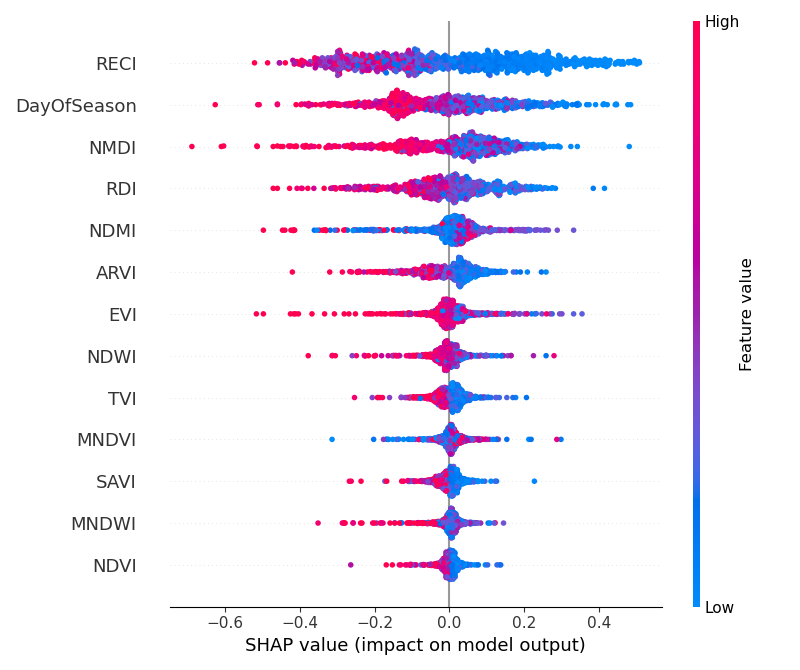 High
RECI
DayOfSeason
NMDI
RDI
NDMI
ARVI
EVI
NDWI
TVI
MNDVI
SAVI
MNDWI
NDVI
Feature value
Low
−0.6 −0.4 −0.2 0.0 0.2 0.4
SHAP value (impact on model output)